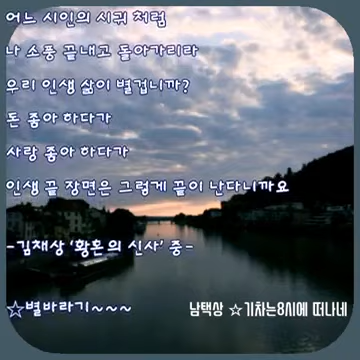 어느 시인의 시귀 처럼
나 소풍 끝내고 돌아가리라
우리 인생 삶이 별겁니까?
돈 좋아 하다가
사랑 좋아 하다가
인생 끝 장면은 그렇게 끝이 난다니까요
-김채상 '황혼의 신사' 중-
☆별바라기~~~ 남택상 ☆기차는8시에 떠나네